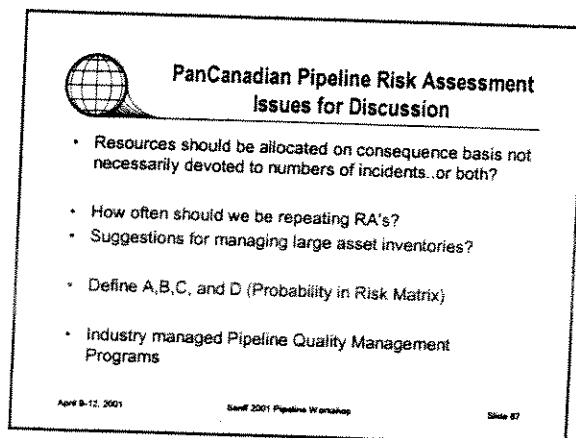 PanCanadian Pipeline Risk Assessment
Issues for Discussion
• Resources should be allocated on consequence basis not
necessarily devoted to numbers of incidents..or both?
• How often should we be repeating RA's?
• Suggestions for managing large asset inventories?
• Define A,B,C, and D (Probability in Risk Matrix)
• Industry managed Pipeline Quality Management
Programs
April 9-12, 2001
Banff 2001 Pipeline Workshop
Slide 87